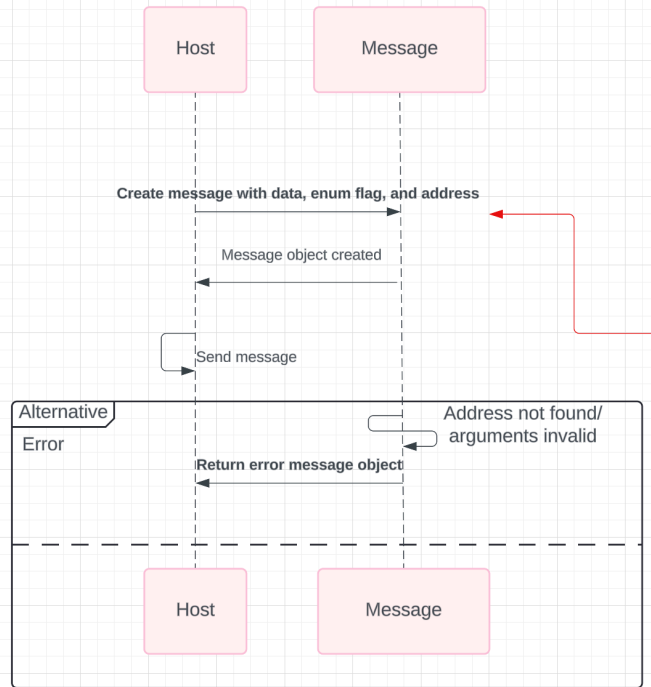 Host
Message
Create message with data, enum flag, and address
Message object created
Send message
Alternative
Error
Address not found/
arguments invalid
Return error message object
Host
Message